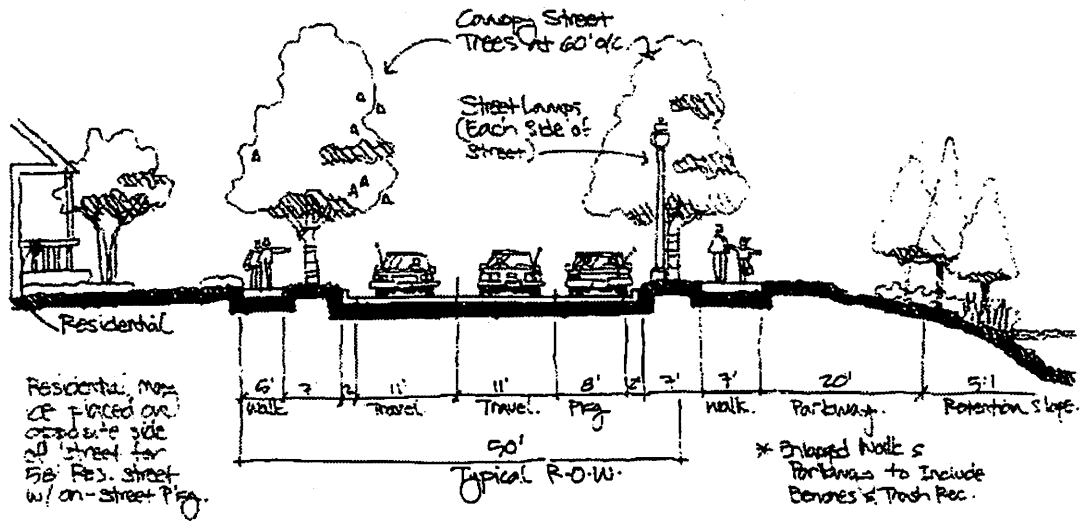 Canopy Street
Trees At 60' o/c.
Street Lamps
(Each Side of
Street)
Residential
6' 7' 2' 11' 11' 8' 2' 7' 7' 20' 5:1
Walk Travel. Travel. Pkg Walk. Parkway. Retention Slope.
50'
Typical R.O.W.
Residential May
be placed on
opposite side
of street for
50' Res. Street
w/ on-street P'kg.
* Enlarged Walks
Parkways to Include
Benches & Trash Rec.